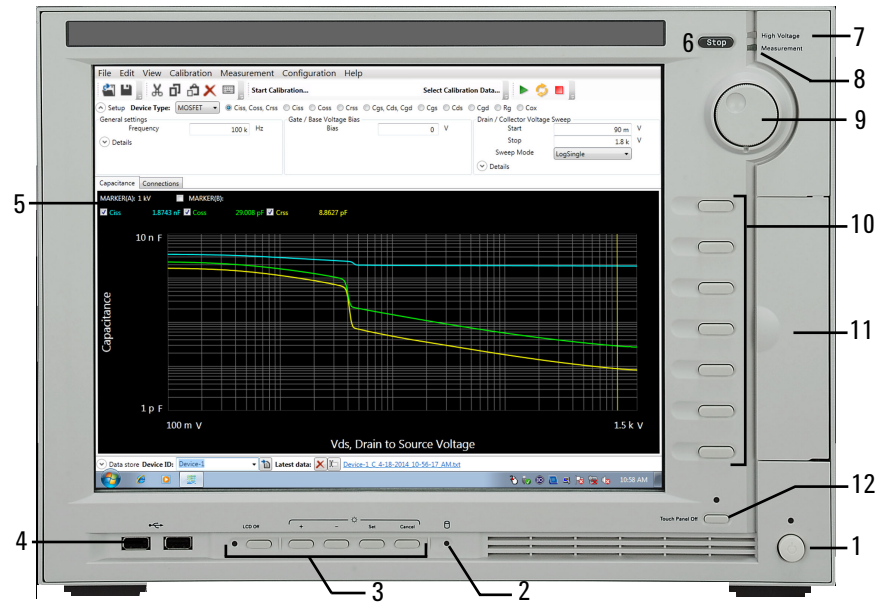 6 Stop
High Voltage
Measurement
7
8
9
File Edit View Calibration Measurement Configuration Help
Start Calibration... Select Calibration Data...
Setup Device Type: MOSFET Ciss, Coss, Crss Ciss Coss Crss Cgs, Cds, Cgd Cgs Cds Cgd Rg Cox
General settings Gate / Base Voltage Bias Drain / Collector Voltage Sweep
Frequency 100 k Hz Bias 0 V Start 90 m V
Details Stop 1.8 k V
Sweep Mode LogSingle
Details
Capacitance Connections
5
MARKER(A): 1 kV MARKER(B):
Ciss 1.8743 nF Coss 29.008 pF Crss 8.8627 pF
10
10 n F
Capacitance
11
1 p F
100 m V 1.5 k V
Vds, Drain to Source Voltage
Data store Device ID: Device-1 Latest data: Device-1_C_4-18-2014_10-56-17_AM.txt
10:58 AM
12
Touch Panel Off
4
LCD Off + - Set Cancel
1
3
2